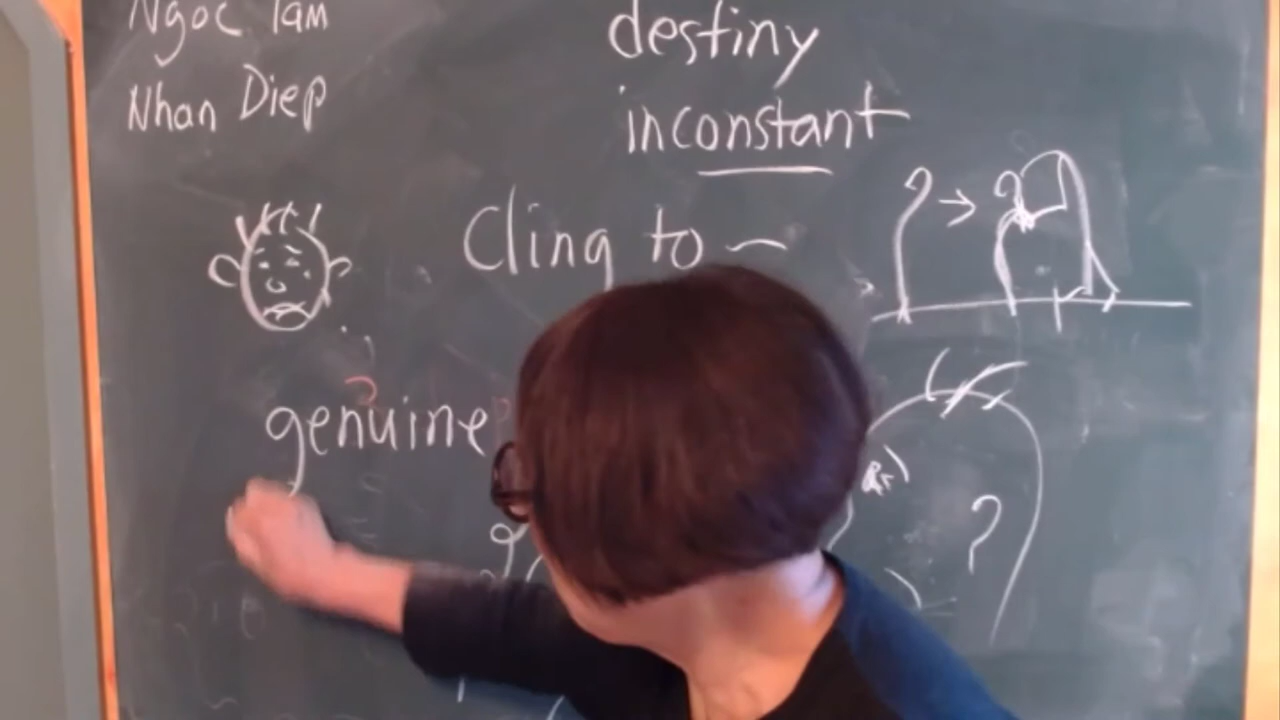 Ngoc Tam
Nhan Diep
destiny
inconstant
Cling to ~
? → ?
genuine
?